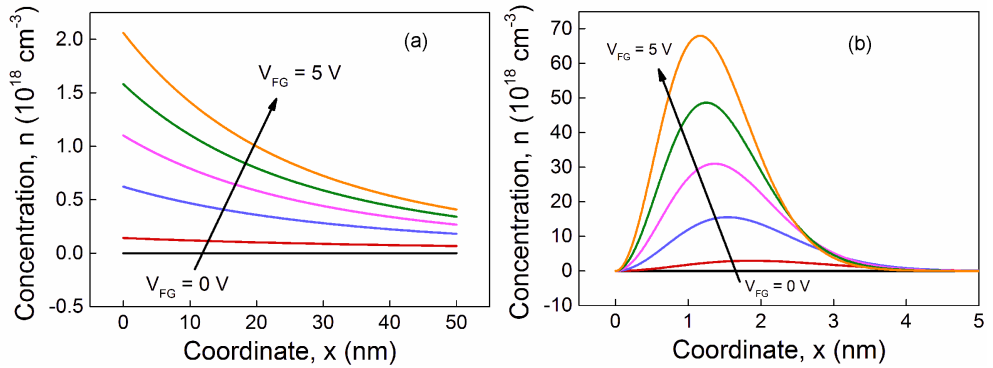 (a)
V_FG = 5 V
V_FG = 0 V
Concentration, n (10^18 cm^-3)
2.0
1.5
1.0
0.5
0.0
-0.5
0 10 20 30 40 50
Coordinate, x (nm)
(b)
V_FG = 5 V
V_FG = 0 V
Concentration, n (10^18 cm^-3)
70
60
50
40
30
20
10
0
-10
0 1 2 3 4 5
Coordinate, x (nm)